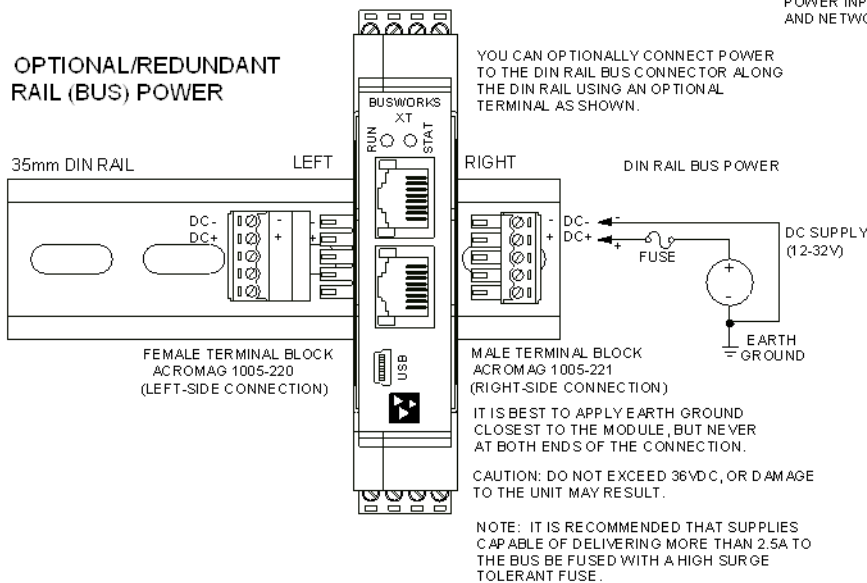 POWER INP
AND NETWO
OPTIONAL/REDUNDANT
RAIL (BUS) POWER
YOU CAN OPTIONALLY CONNECT POWER
TO THE DIN RAIL BUS CONNECTOR ALONG
THE DIN RAIL USING AN OPTIONAL
TERMINAL AS SHOWN.
BUSWORKS
XT
RUN
STAT
35mm DIN RAIL
LEFT
RIGHT
DIN RAIL BUS POWER
DC-
DC+
- -
+ +
- DC- -
+ DC+ +
FUSE
DC SUPPLY
(12-32V)
+
-
EARTH
GROUND
USB
FEMALE TERMINAL BLOCK
ACROMAG 1005-220
(LEFT-SIDE CONNECTION)
MALE TERMINAL BLOCK
ACROMAG 1005-221
(RIGHT-SIDE CONNECTION)
IT IS BEST TO APPLY EARTH GROUND
CLOSEST TO THE MODULE, BUT NEVER
AT BOTH ENDS OF THE CONNECTION.
CAUTION: DO NOT EXCEED 36VDC, OR DAMAGE
TO THE UNIT MAY RESULT.
NOTE: IT IS RECOMMENDED THAT SUPPLIES
CAPABLE OF DELIVERING MORE THAN 2.5A TO
THE BUS BE FUSED WITH A HIGH SURGE
TOLERANT FUSE.